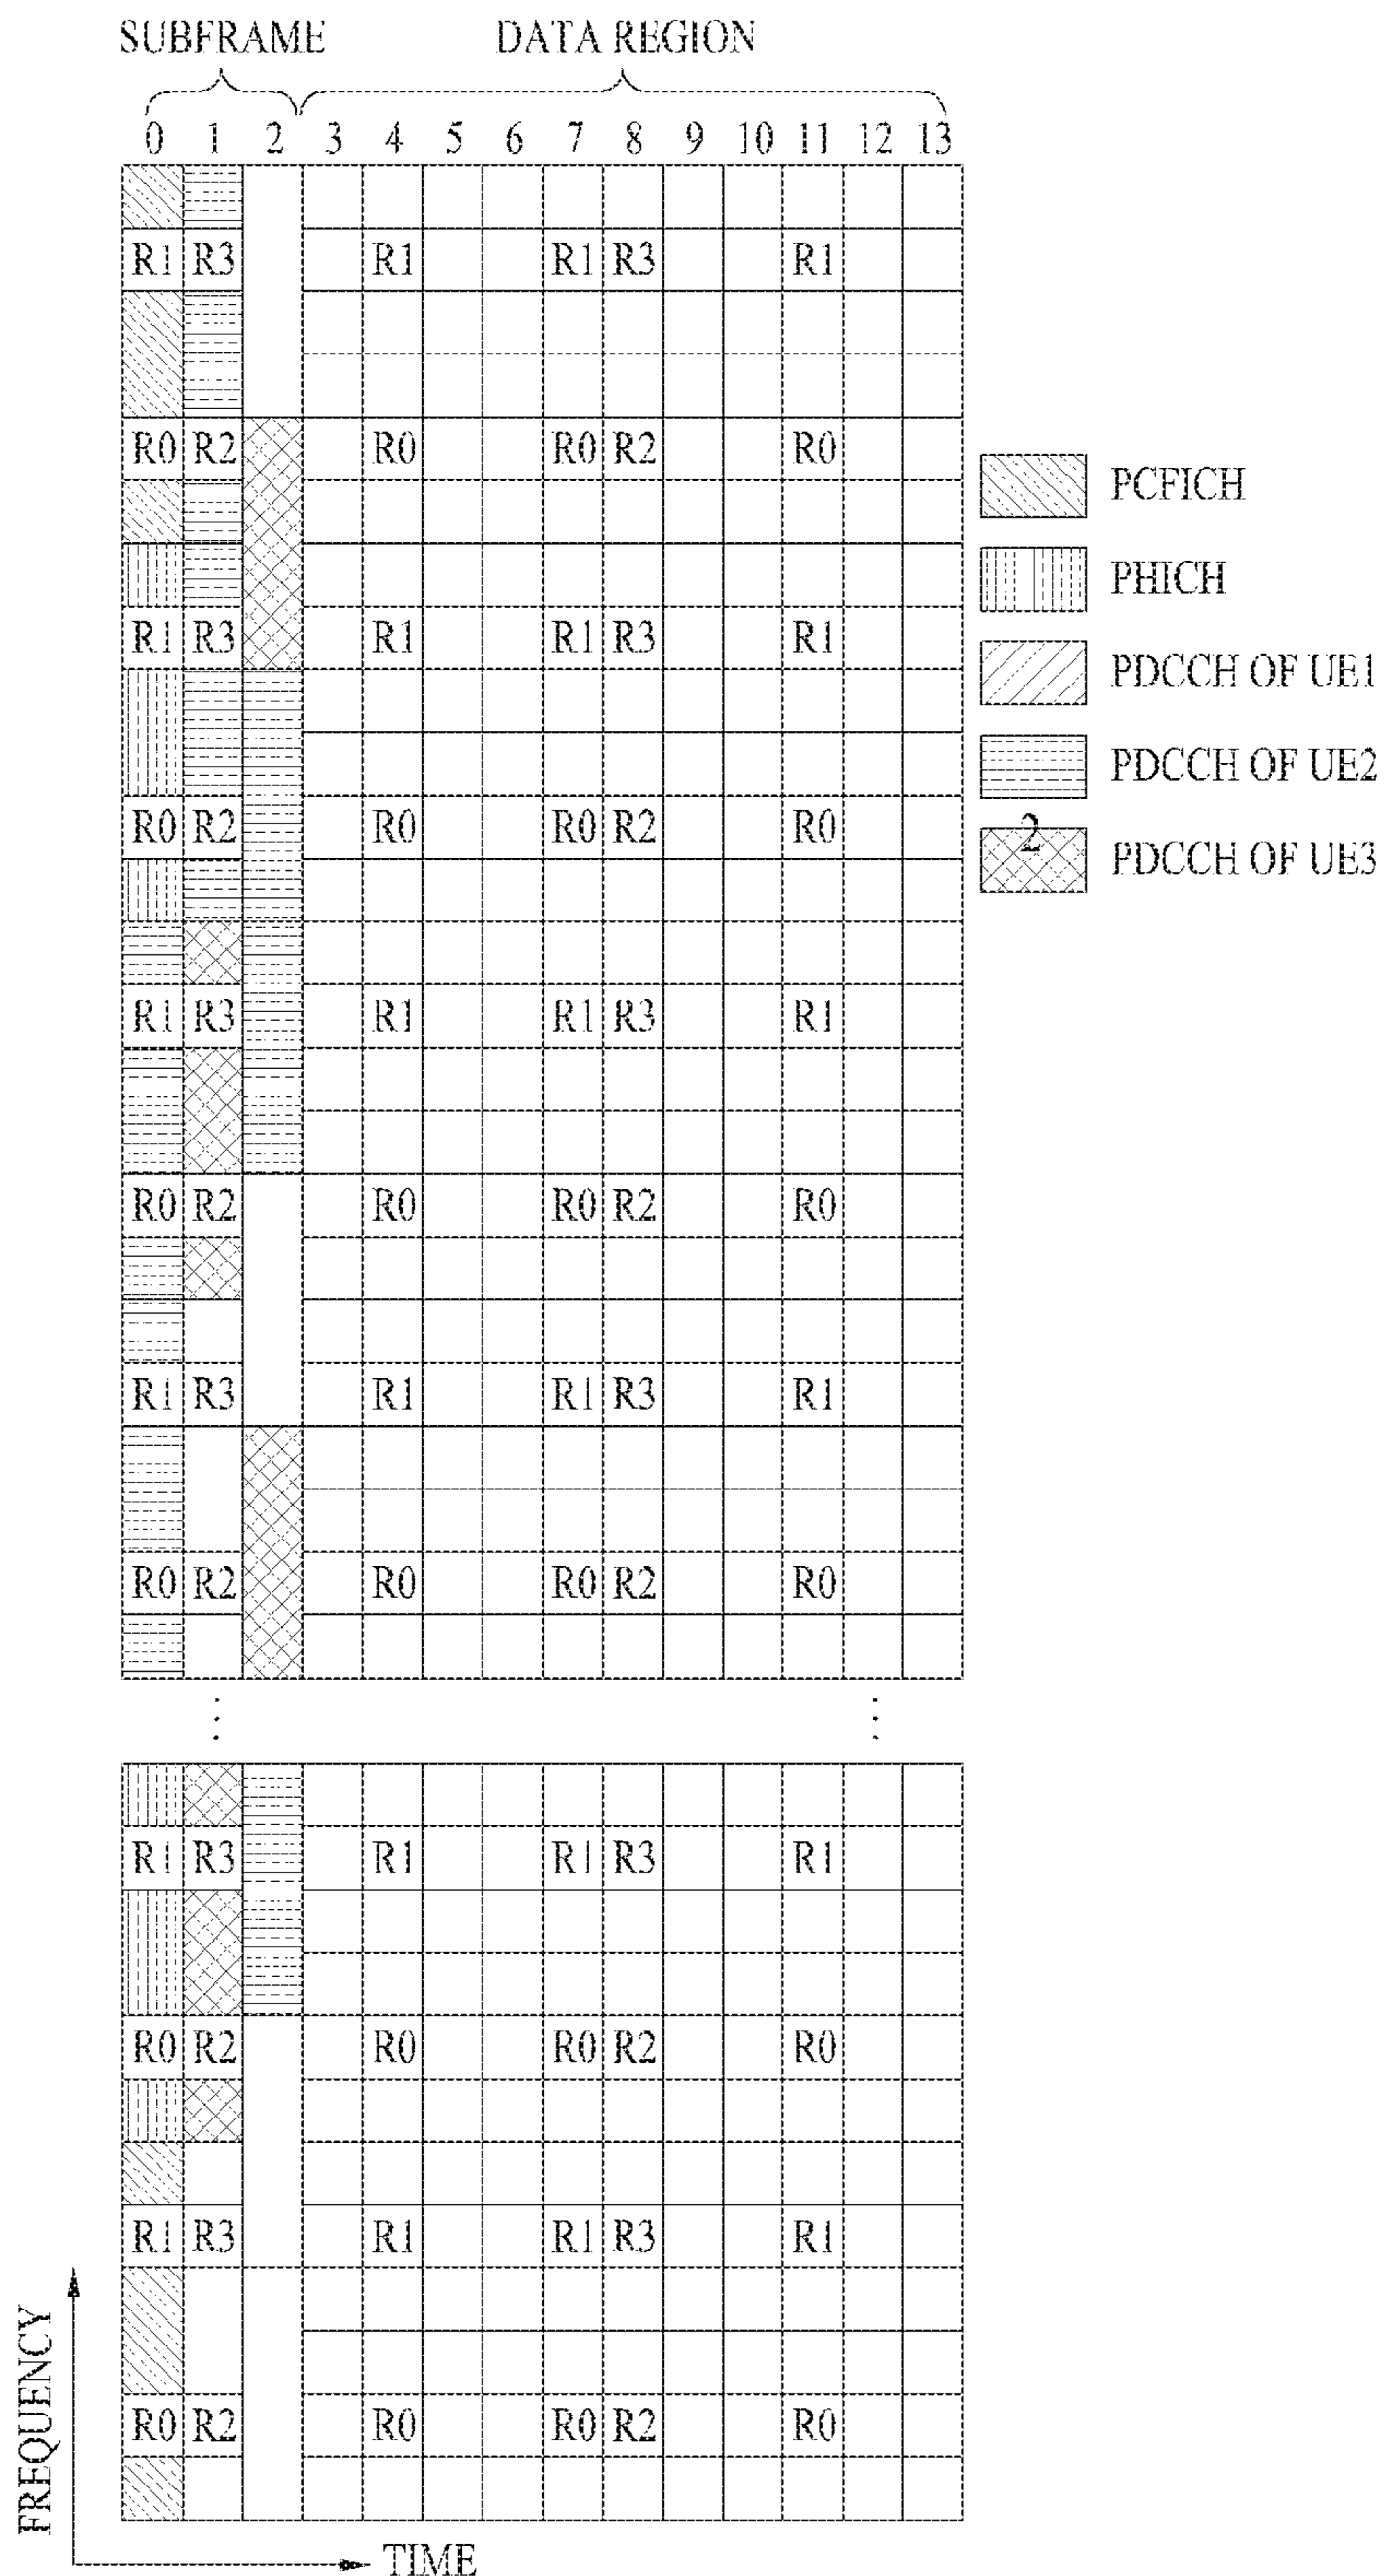 SUBFRAME DATA REGION
0 1 2 3 4 5 6 7 8 9 10 11 12 13
R1 R3 R1 R1 R3 R1
R0 R2 R0 R0 R2 R0
PCFICH
PHICH
R1 R3 R1 R1 R3 R1
PDCCH OF UE1
PDCCH OF UE2
R0 R2 R0 R0 R2 R0
2
PDCCH OF UE3
R1 R3 R1 R1 R3 R1
R0 R2 R0 R0 R2 R0
R1 R3 R1 R1 R3 R1
R0 R2 R0 R0 R2 R0
R1 R3 R1 R1 R3 R1
R0 R2 R0 R0 R2 R0
R1 R3 R1 R1 R3 R1
R0 R2 R0 R0 R2 R0
FREQUENCY
TIME